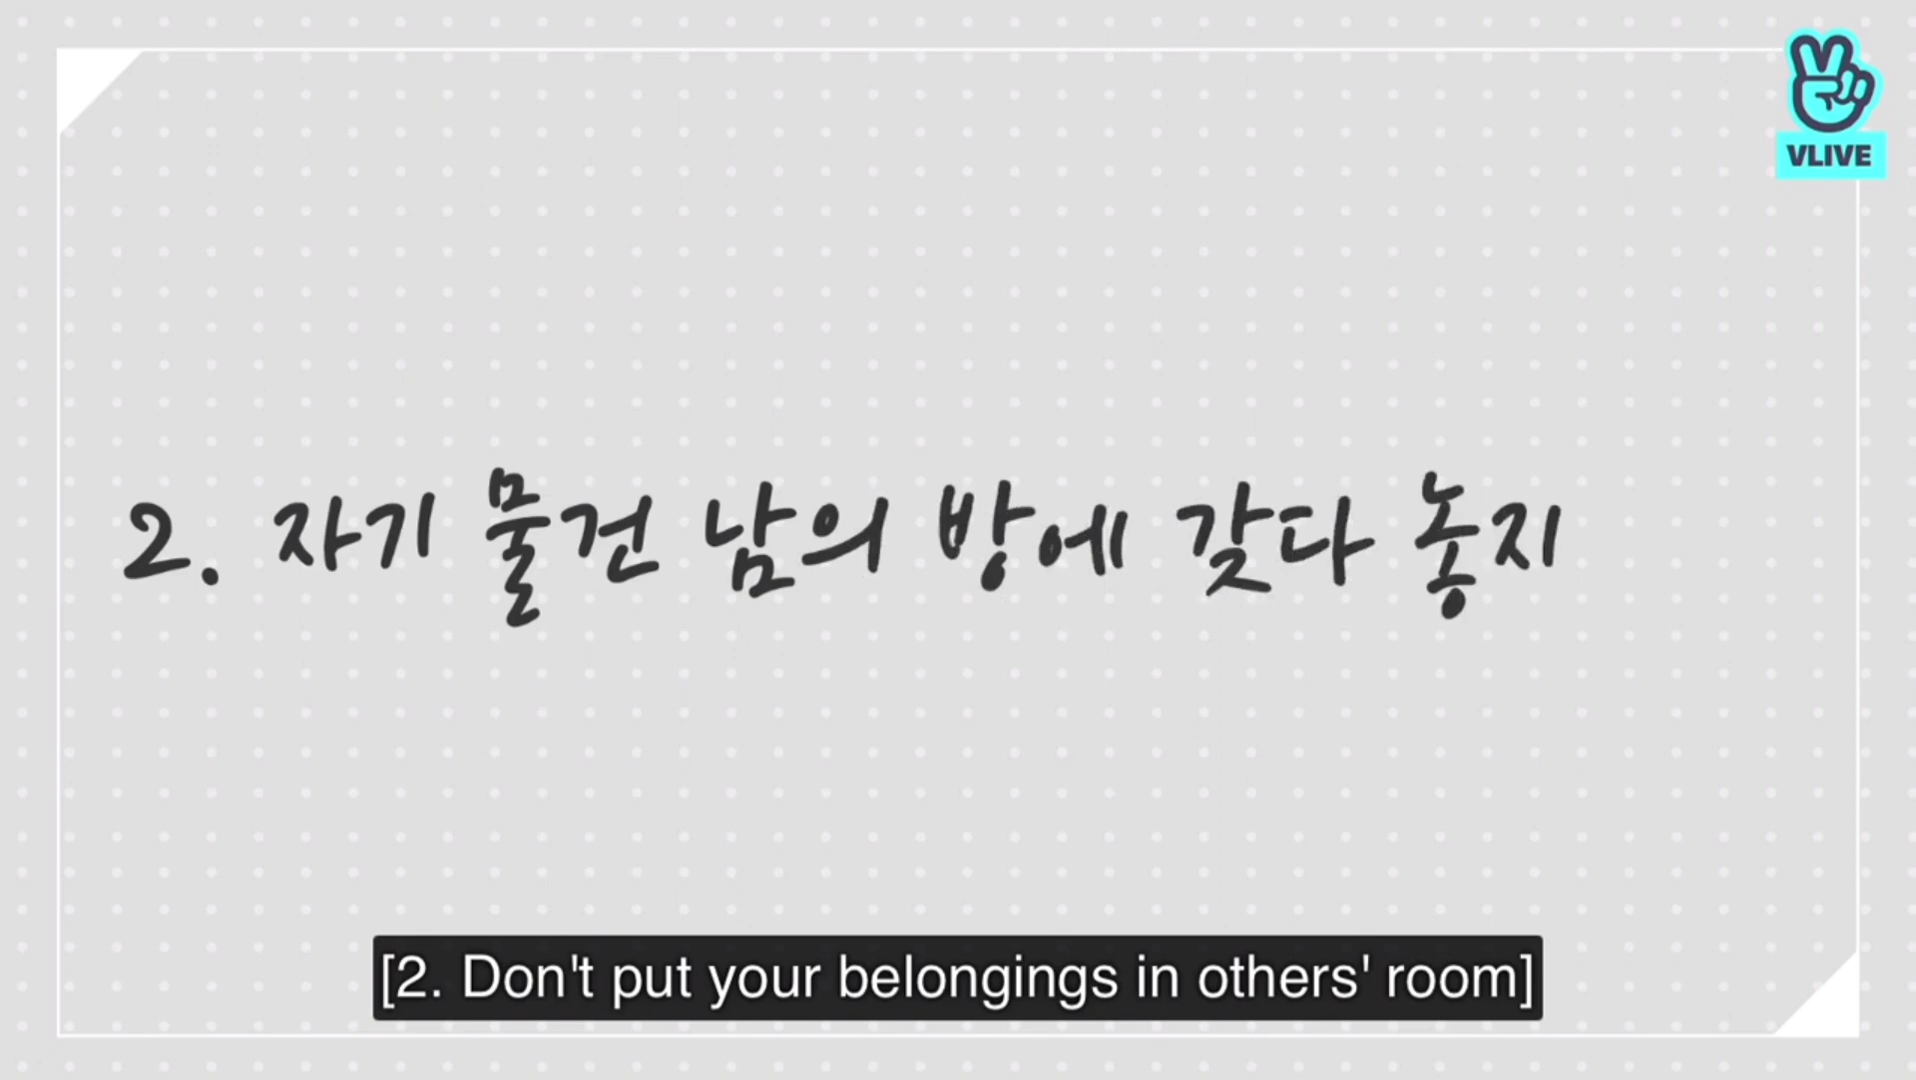 VLIVE
2. 자기 물건 남의 방에 갖다 놓지
[2. Don't put your belongings in others' room]